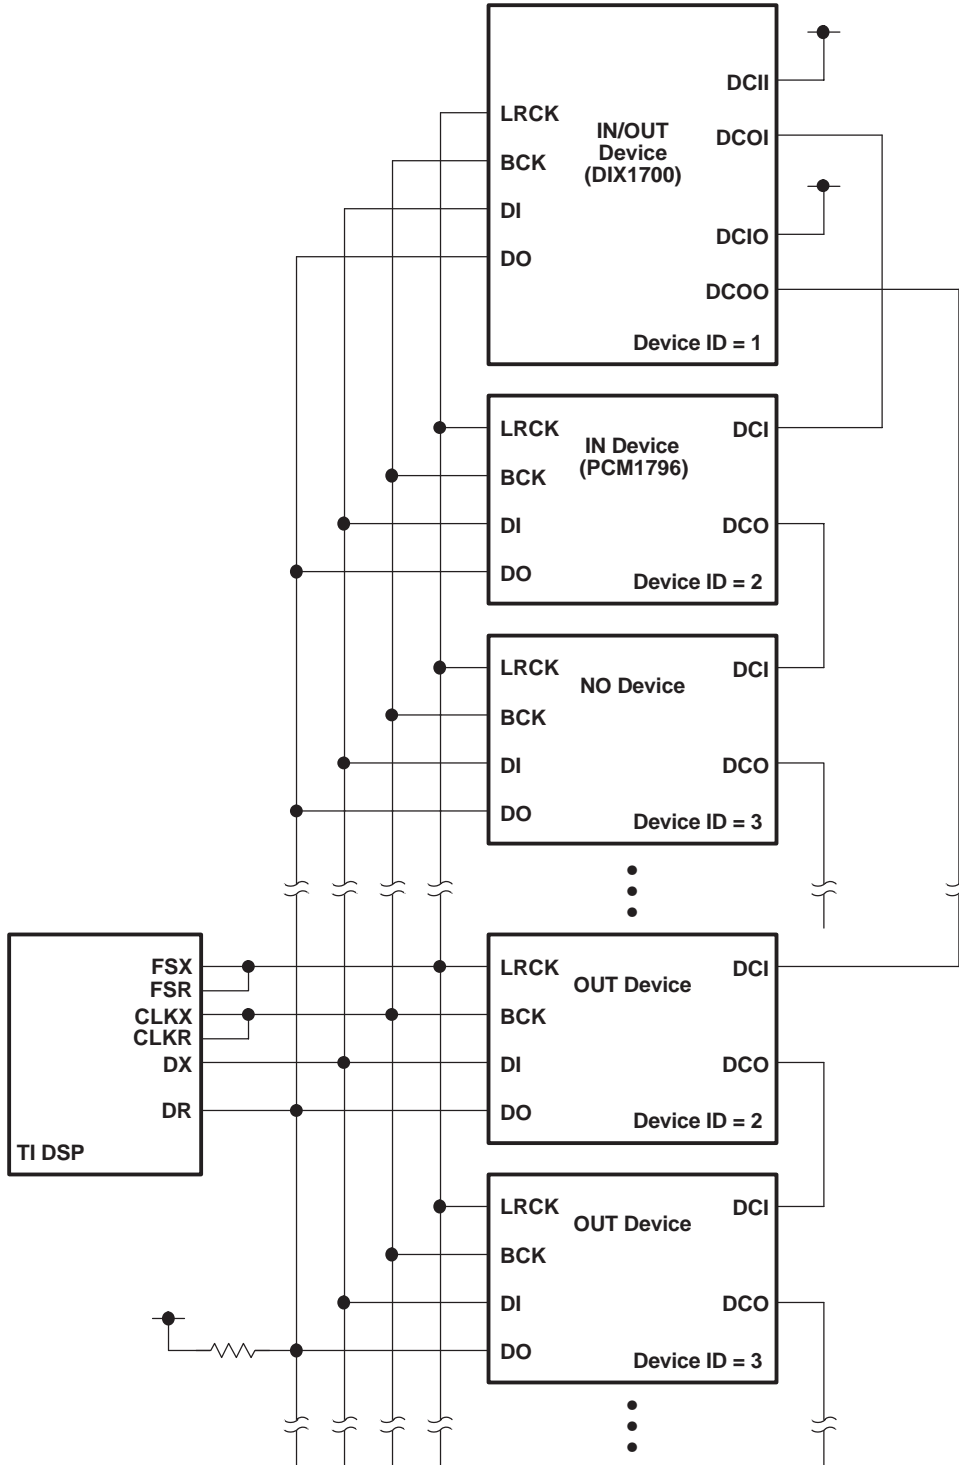 DCII
LRCK
IN/OUT
Device
(DIX1700)
DCOI
BCK
DI
DCIO
DO
DCOO
Device ID = 1
LRCK
DCI
IN Device
(PCM1796)
BCK
DI
DCO
DO
Device ID = 2
LRCK
DCI
NO Device
BCK
DI
DCO
DO
Device ID = 3
FSX
FSR
CLKX
CLKR
DX
DR
TI DSP
LRCK
DCI
OUT Device
BCK
DI
DCO
DO
Device ID = 2
LRCK
DCI
OUT Device
BCK
DI
DCO
DO
Device ID = 3